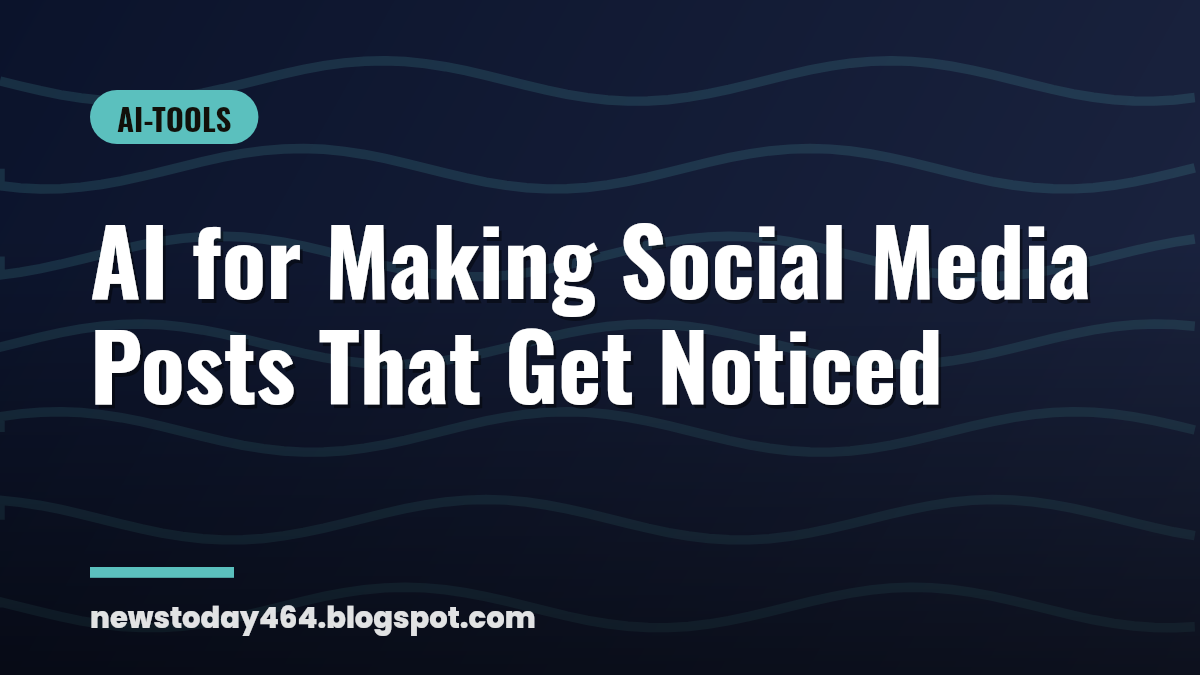 AI-TOOLS
AI for Making Social Media
Posts That Get Noticed
newstoday464.blogspot.com